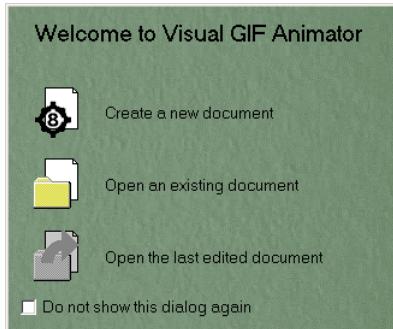 Welcome to Visual GIF Animator
8
Create a new document
Open an existing document
Open the last edited document
Do not show this dialog again